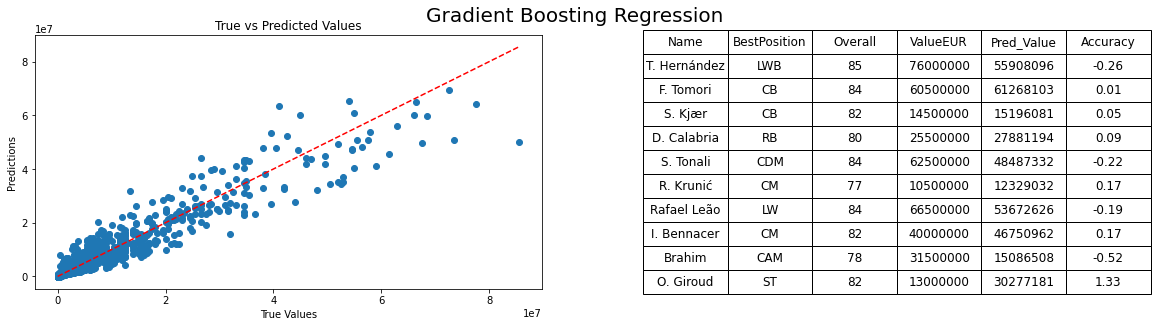 Gradient Boosting Regression
True vs Predicted Values
1e7
8
6
4
2
0
Predictions
0 2 4 6 8
1e7
True Values
Name BestPosition Overall ValueEUR Pred_Value Accuracy
T. Hernández LWB 85 76000000 55908096 -0.26
F. Tomori CB 84 60500000 61268103 0.01
S. Kjær CB 82 14500000 15196081 0.05
D. Calabria RB 80 25500000 27881194 0.09
S. Tonali CDM 84 62500000 48487332 -0.22
R. Krunić CM 77 10500000 12329032 0.17
Rafael Leão LW 84 66500000 53672626 -0.19
I. Bennacer CM 82 40000000 46750962 0.17
Brahim CAM 78 31500000 15086508 -0.52
O. Giroud ST 82 13000000 30277181 1.33